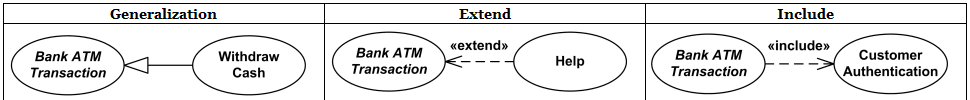 Generalization
Extend
Include
Bank ATM
Transaction
Withdraw
Cash
Bank ATM
Transaction
«extend»
Help
Bank ATM
Transaction
«include»
Customer
Authentication